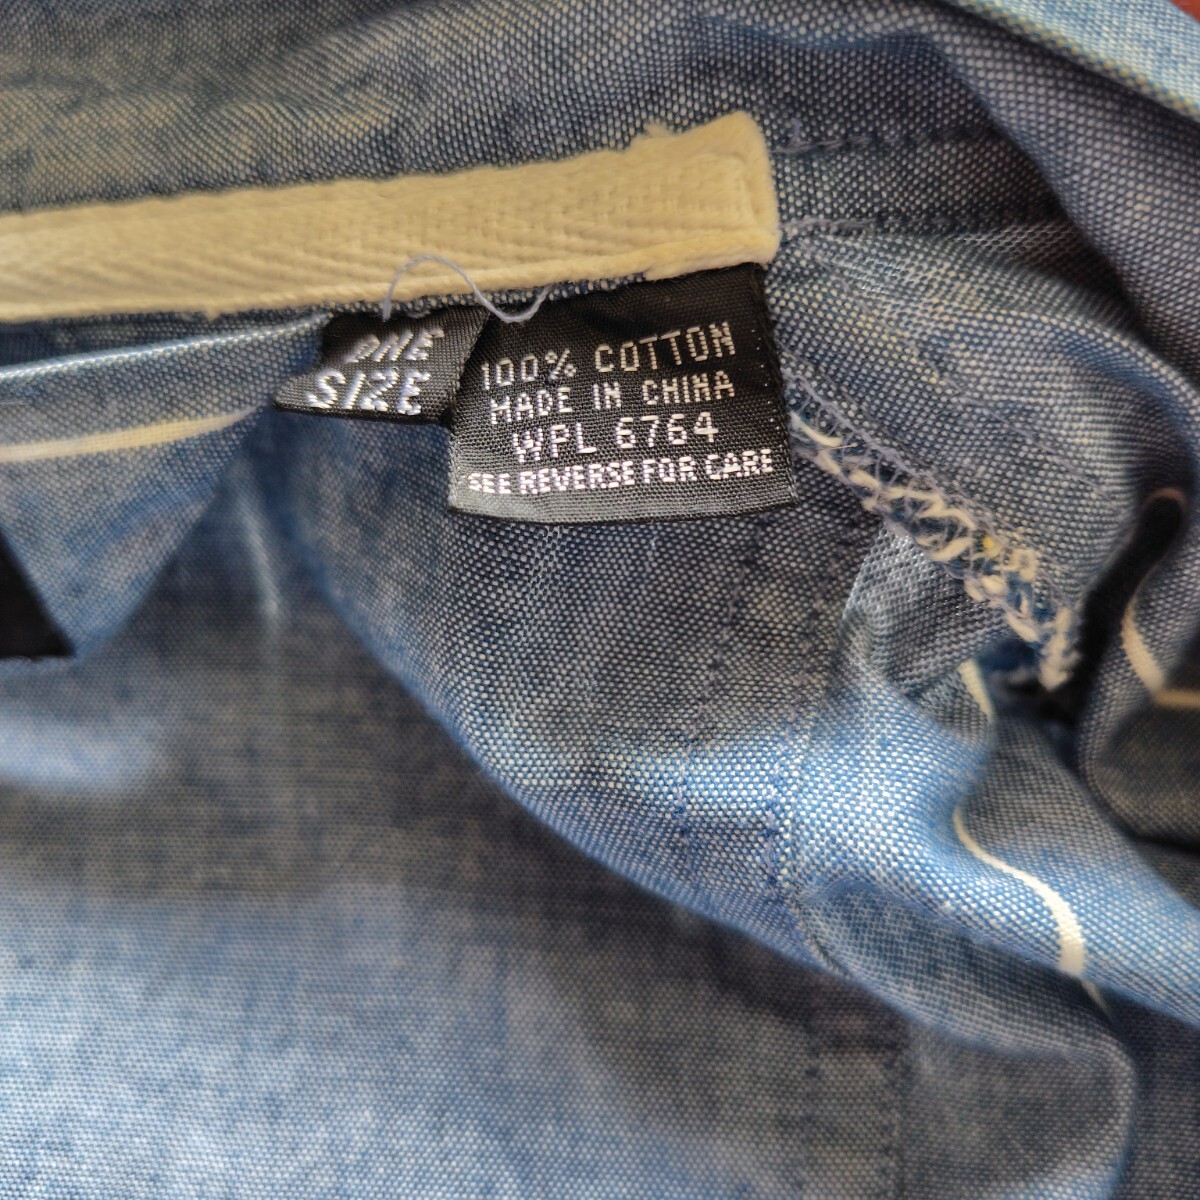 ONE
SIZE
100% COTTON
MADE IN CHINA
WPL 6764
SEE REVERSE FOR CARE